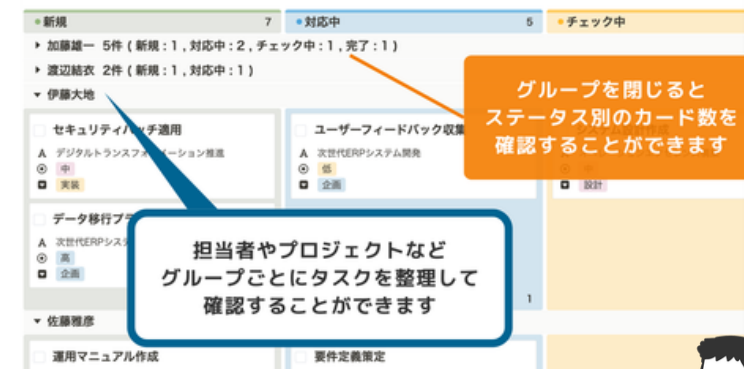 新規 7
対応中 5
チェック中
加藤雄一 5件 ( 新規 : 1 , 対応中 : 2 , チェック中 : 1 , 完了 : 1 )
渡辺結衣 2件 ( 新規 : 1 , 対応中 : 1 )
伊藤大地
グループを閉じると
ステータス別のカード数を
確認することができます
セキュリティパッチ適用
A デジタルトランスフォーメーション推進
中
実装
ユーザーフィードバック収集
A 次世代ERPシステム開発
低
企画
設計
データ移行プ
A 次世代ERPシス
高
企画
1
担当者やプロジェクトなど
グループごとにタスクを整理して
確認することができます
佐藤雅彦
運用マニュアル作成
要件定義策定